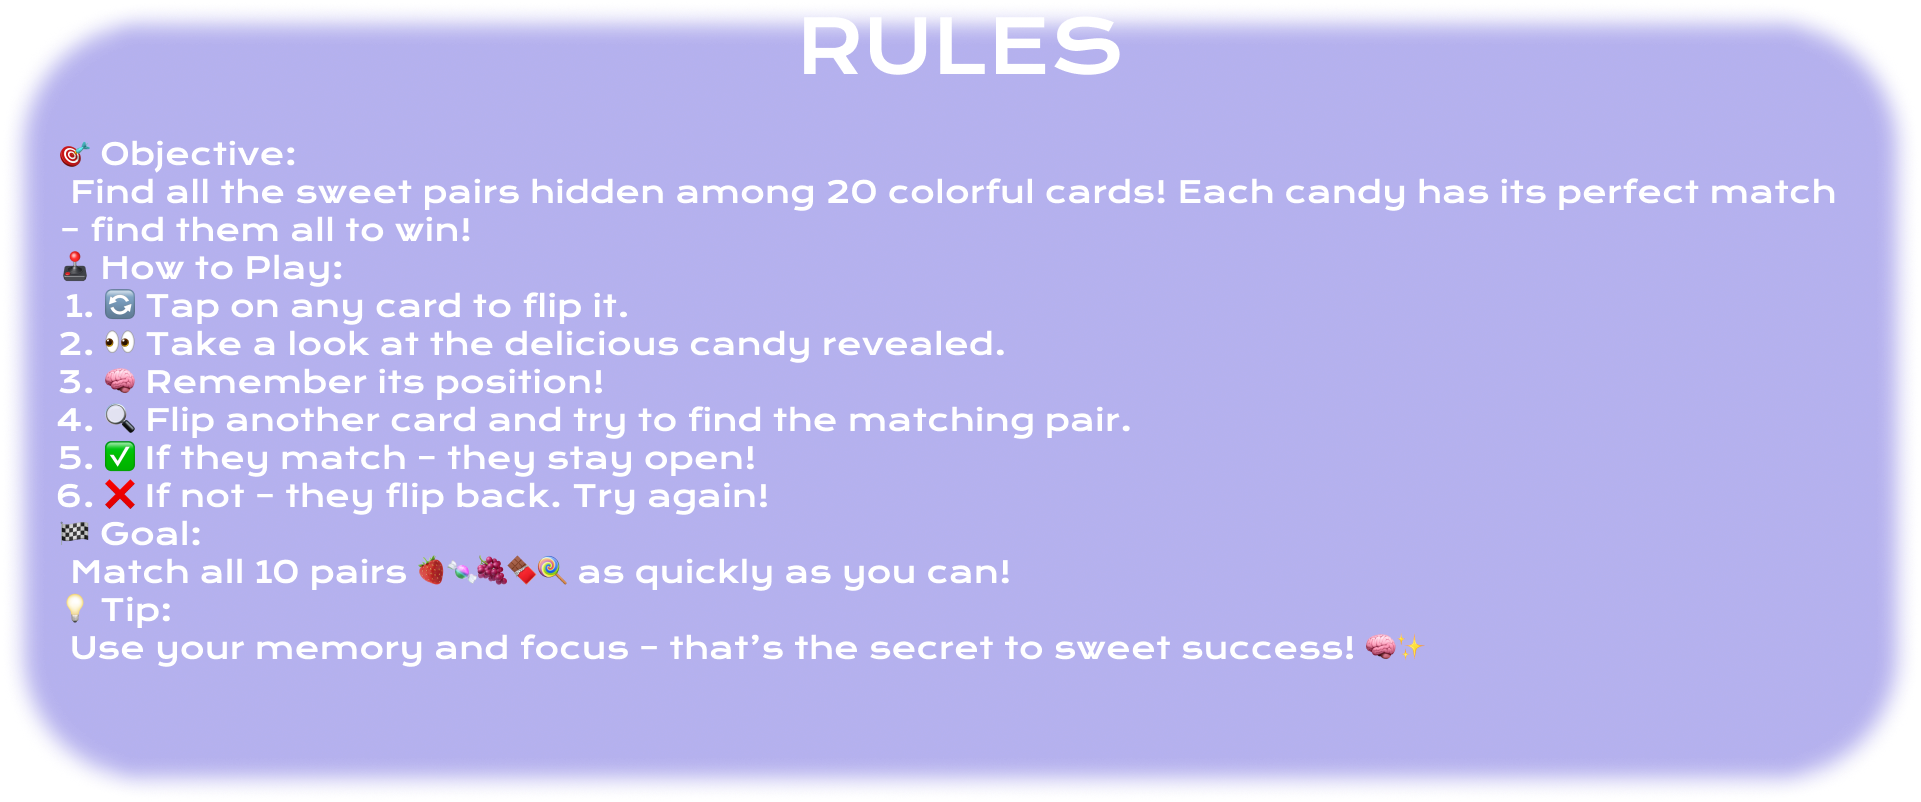 RULES
🎯 Objective:
Find all the sweet pairs hidden among 20 colorful cards! Each candy has its perfect match
– find them all to win!
🕹️ How to Play:
1. 🔄 Tap on any card to flip it.
2. 👀 Take a look at the delicious candy revealed.
3. 🧠 Remember its position!
4. 🔍 Flip another card and try to find the matching pair.
5. ✅ If they match – they stay open!
6. ❌ If not – they flip back. Try again!
🏁 Goal:
Match all 10 pairs 🍓🍬🍇🍫🍭 as quickly as you can!
💡 Tip:
Use your memory and focus – that’s the secret to sweet success! 🧠✨